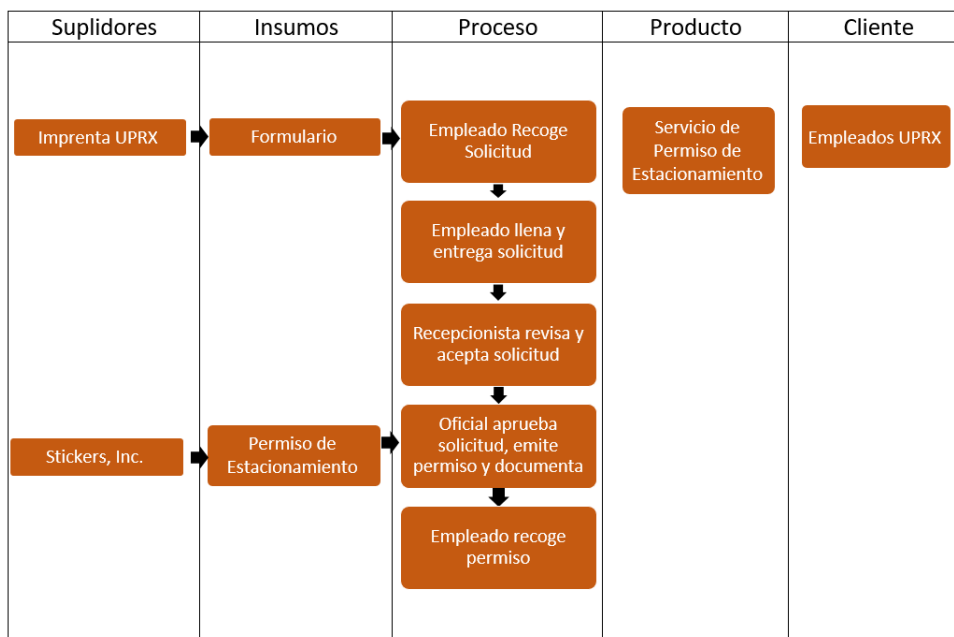 Suplidores
Insumos
Proceso
Producto
Cliente
Imprenta UPRX
Formulario
Empleado Recoge
Solicitud
Servicio de
Permiso de
Estacionamiento
Empleados UPRX
Empleado llena y
entrega solicitud
Recepcionista revisa y
acepta solicitud
Stickers, Inc.
Permiso de
Estacionamiento
Oficial aprueba
solicitud, emite
permiso y documenta
Empleado recoge
permiso